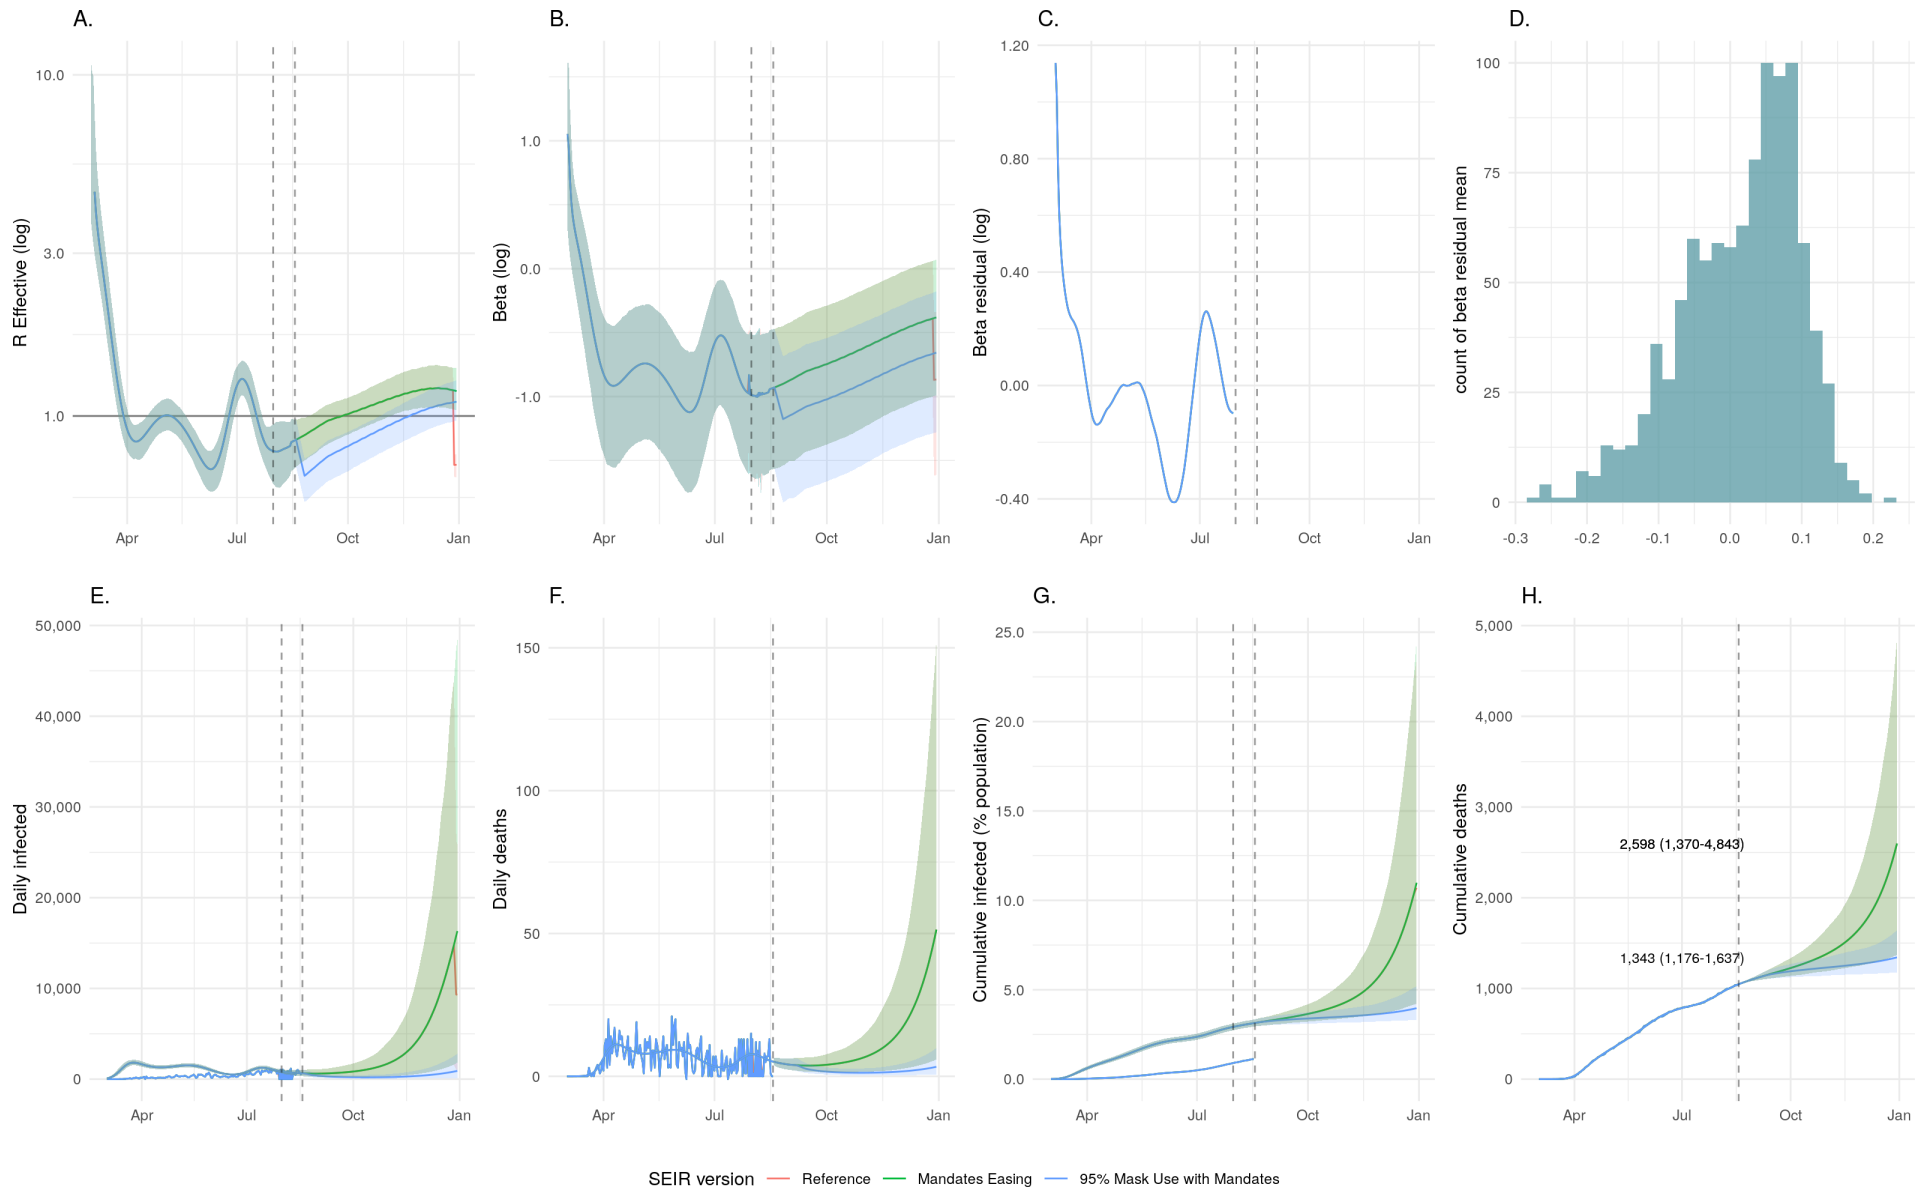 A.
B.
C.
D.
R Effective (log)
10.0
3.0
1.0
Apr
Jul
Oct
Jan
Beta (log)
1.0
0.0
-1.0
Apr
Jul
Oct
Jan
Beta residual (log)
1.20
0.80
0.40
0.00
-0.40
Apr
Jul
Oct
Jan
count of beta residual mean
100
75
50
25
0
-0.3
-0.2
-0.1
0.0
0.1
0.2
E.
F.
G.
H.
Daily infected
50,000
40,000
30,000
20,000
10,000
0
Apr
Jul
Oct
Jan
Daily deaths
150
100
50
0
Apr
Jul
Oct
Jan
Cumulative infected (% population)
25.0
20.0
15.0
10.0
5.0
0.0
Apr
Jul
Oct
Jan
Cumulative deaths
5,000
4,000
3,000
2,000
1,000
0
2,598 (1,370-4,843)
1,343 (1,176-1,637)
Apr
Jul
Oct
Jan
SEIR version
Reference
Mandates Easing
95% Mask Use with Mandates